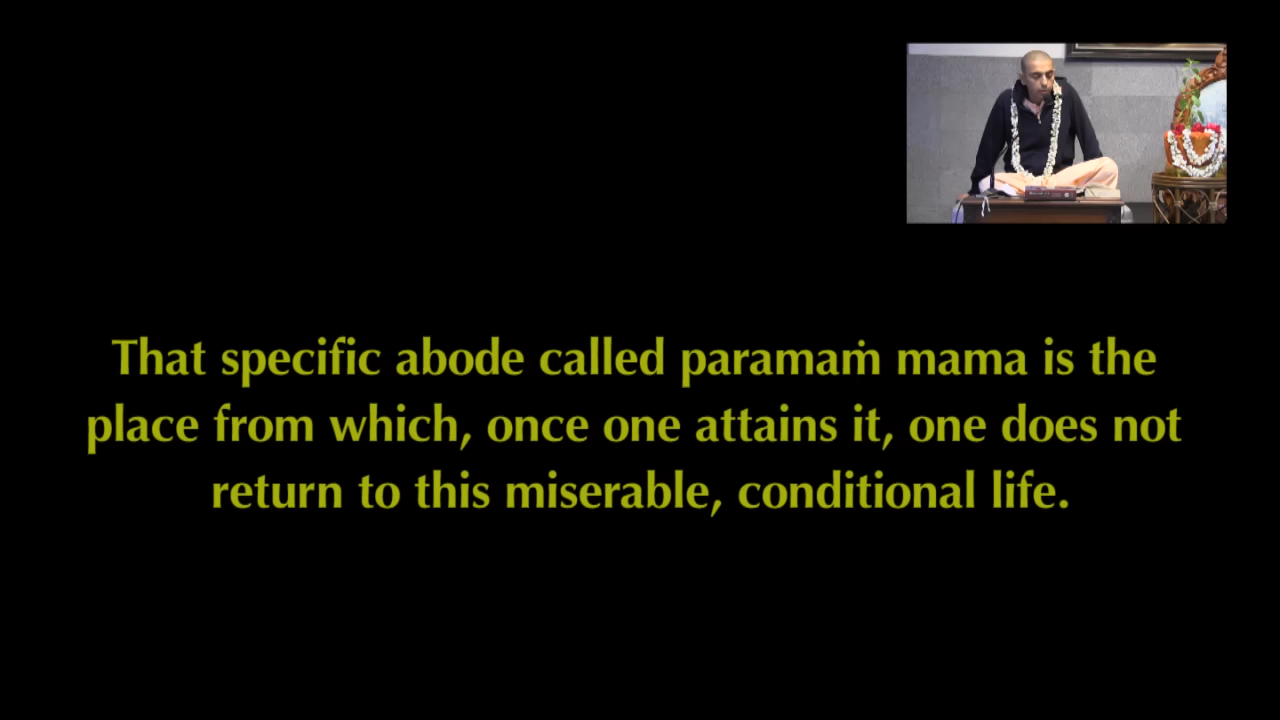 That specific abode called paramaṁ mama is the
place from which, once one attains it, one does not
return to this miserable, conditional life.